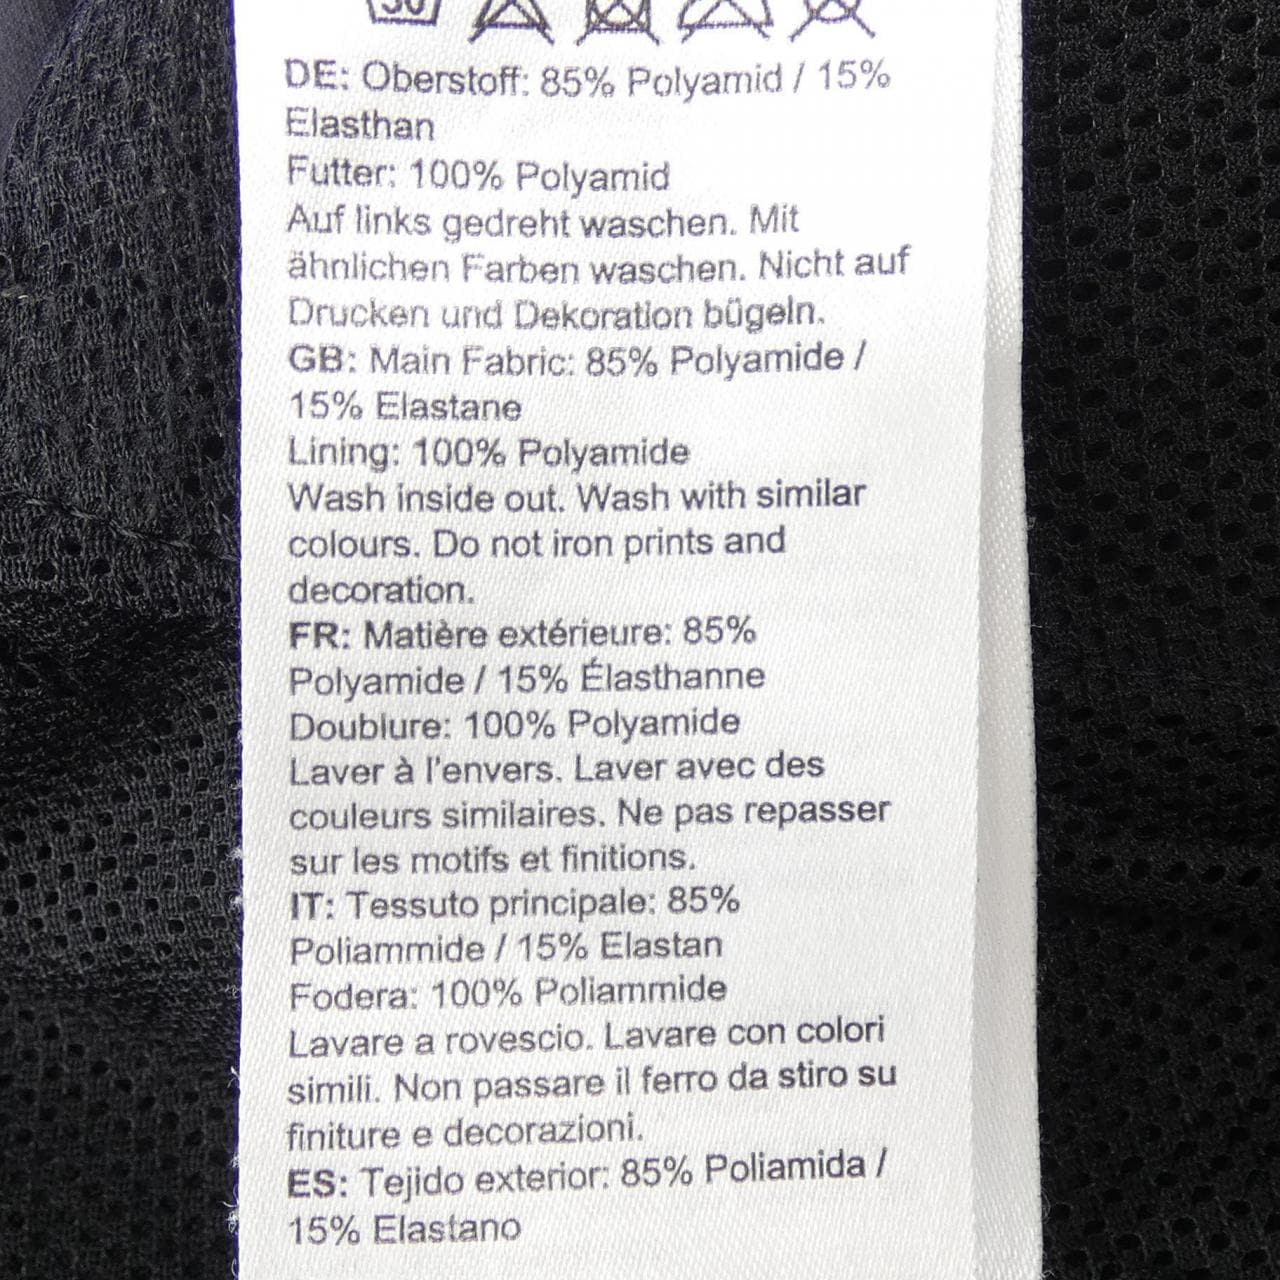 30
DE: Oberstoff: 85% Polyamid / 15%
Elasthan
Futter: 100% Polyamid
Auf links gedreht waschen. Mit
ähnlichen Farben waschen. Nicht auf
Drucken und Dekoration bügeln.
GB: Main Fabric: 85% Polyamide /
15% Elastane
Lining: 100% Polyamide
Wash inside out. Wash with similar
colours. Do not iron prints and
decoration.
FR: Matière extérieure: 85%
Polyamide / 15% Élasthanne
Doublure: 100% Polyamide
Laver à l'envers. Laver avec des
couleurs similaires. Ne pas repasser
sur les motifs et finitions.
IT: Tessuto principale: 85%
Poliammide / 15% Elastan
Fodera: 100% Poliammide
Lavare a rovescio. Lavare con colori
simili. Non passare il ferro da stiro su
finiture e decorazioni.
ES: Tejido exterior: 85% Poliamida /
15% Elastano